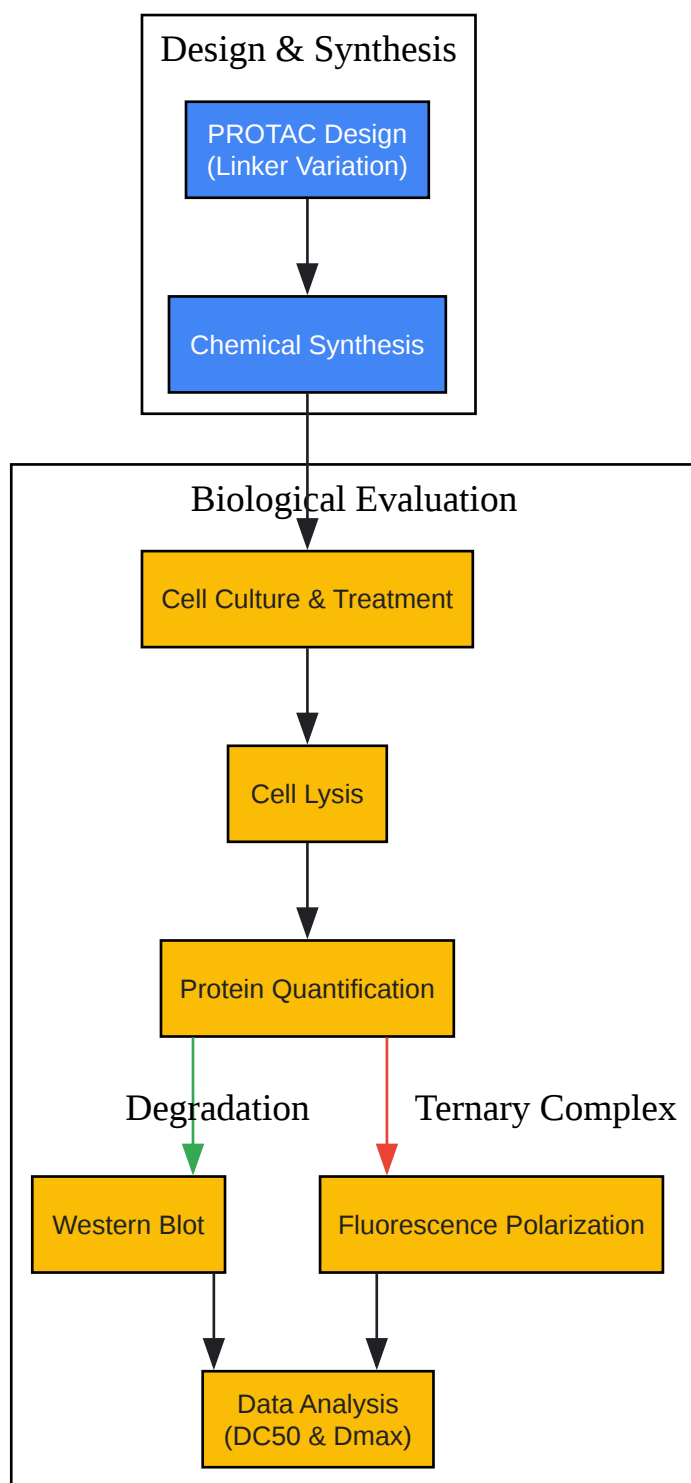 Design & Synthesis
PROTAC Design
(Linker Variation)
Chemical Synthesis
Biological Evaluation
Cell Culture & Treatment
Cell Lysis
Protein Quantification
Degradation
Ternary Complex
Western Blot
Fluorescence Polarization
Data Analysis
(DC50 & Dmax)